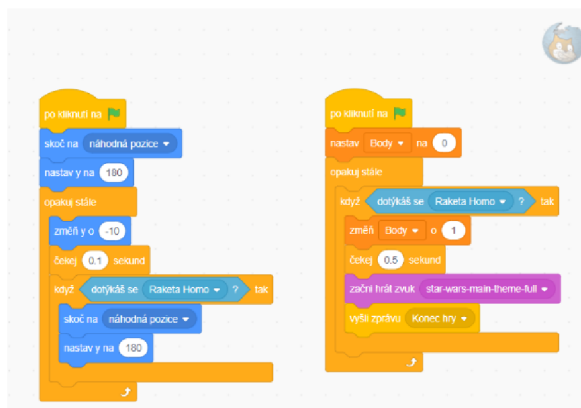 po kliknutí na
skoč na náhodná pozice
nastav y na 180
opakuj stále
změň y o -10
čekej 0.1 sekund
když dotýkáš se Raketa Homo ? tak
skoč na náhodná pozice
nastav y na 180
po kliknutí na
nastav Body na 0
opakuj stále
když dotýkáš se Raketa Homo ? tak
změň Body o 1
čekej 0.5 sekund
začni hrát zvuk star-wars-main-theme-full
vyšli zprávu Konec hry